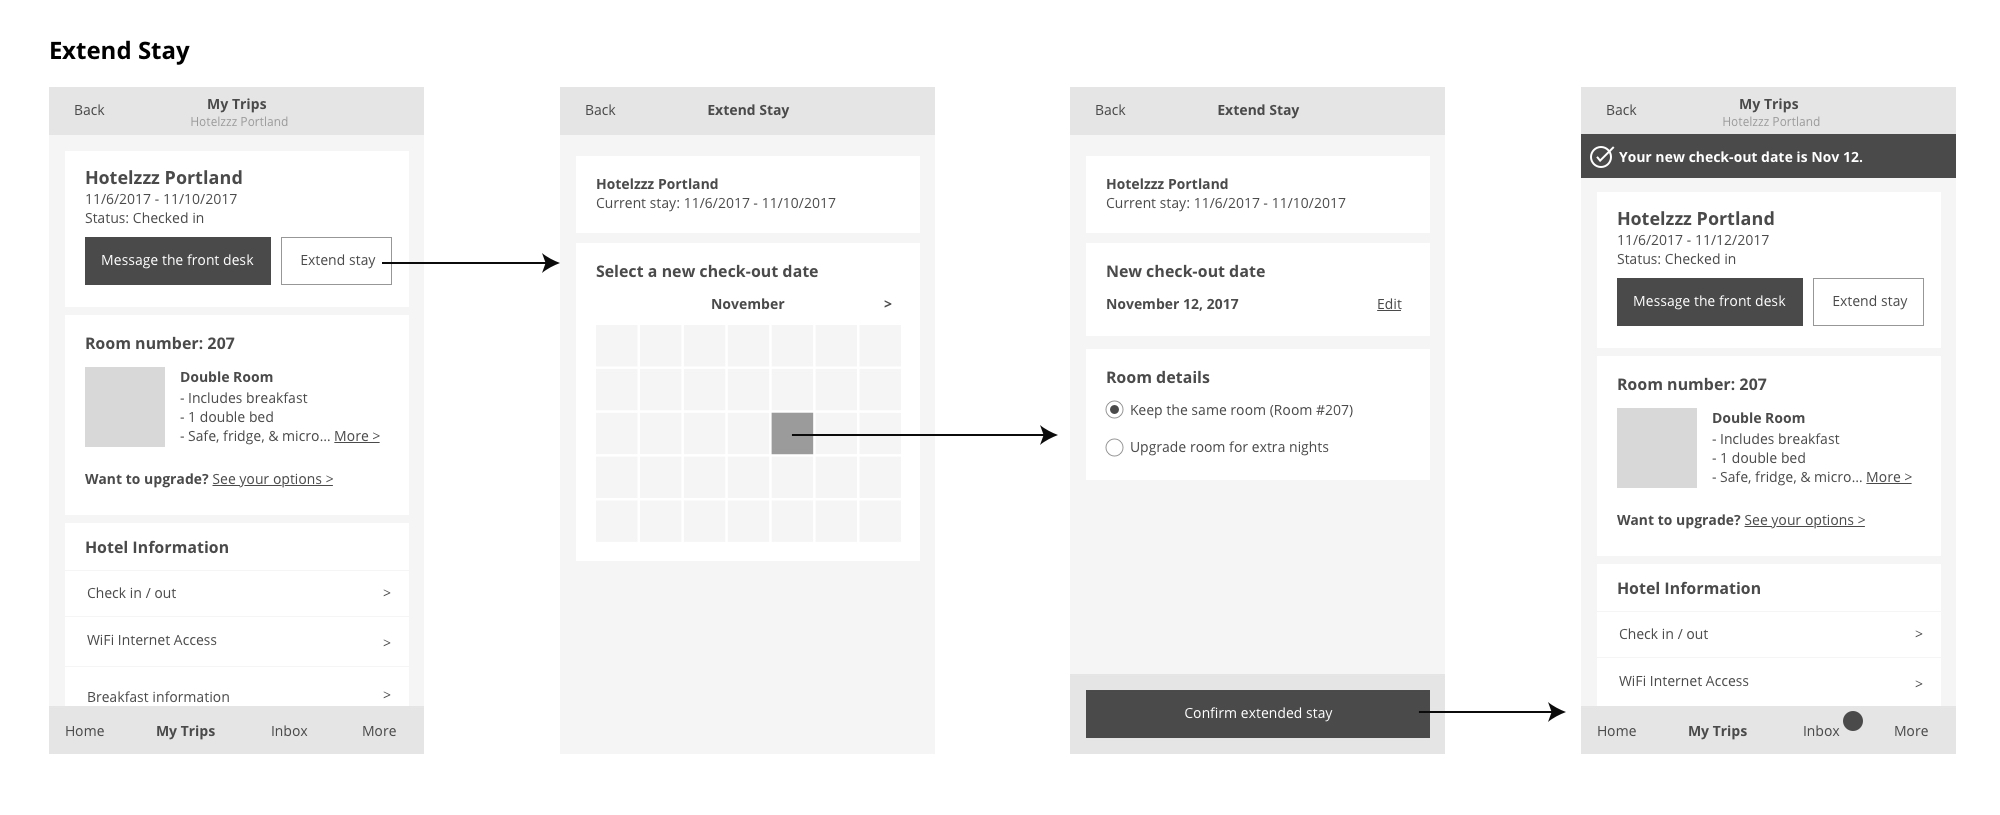 Extend Stay
Back
My Trips
Hotelzzz Portland
Hotelzzz Portland
11/6/2017 - 11/10/2017
Status: Checked in
Message the front desk
Extend stay
Room number: 207
Double Room
- Includes breakfast
- 1 double bed
- Safe, fridge, & micro... More >
Want to upgrade? See your options >
Hotel Information
Check in / out >
WiFi Internet Access >
Breakfast information >
Home My Trips Inbox More
Back
Extend Stay
Hotelzzz Portland
Current stay: 11/6/2017 - 11/10/2017
Select a new check-out date
November >
Back
Extend Stay
Hotelzzz Portland
Current stay: 11/6/2017 - 11/10/2017
New check-out date
November 12, 2017 Edit
Room details
Keep the same room (Room #207)
Upgrade room for extra nights
Confirm extended stay
Back
My Trips
Hotelzzz Portland
Your new check-out date is Nov 12.
Hotelzzz Portland
11/6/2017 - 11/12/2017
Status: Checked in
Message the front desk
Extend stay
Room number: 207
Double Room
- Includes breakfast
- 1 double bed
- Safe, fridge, & micro... More >
Want to upgrade? See your options >
Hotel Information
Check in / out >
WiFi Internet Access >
Home My Trips Inbox More